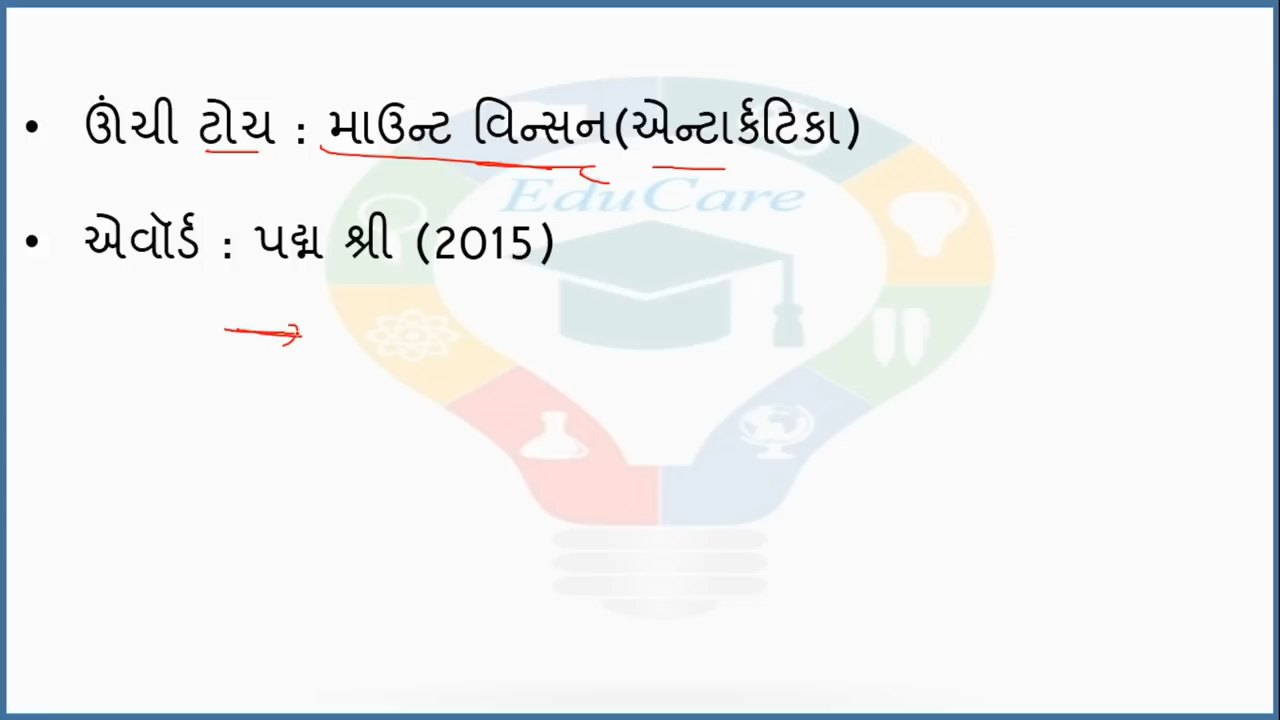 • ઊંચી ટોચ : માઉન્ટ વિન્સન(એન્ટાર્કટિકા)
EduCare
• એવૉર્ડ : પદ્મ શ્રી (2015)